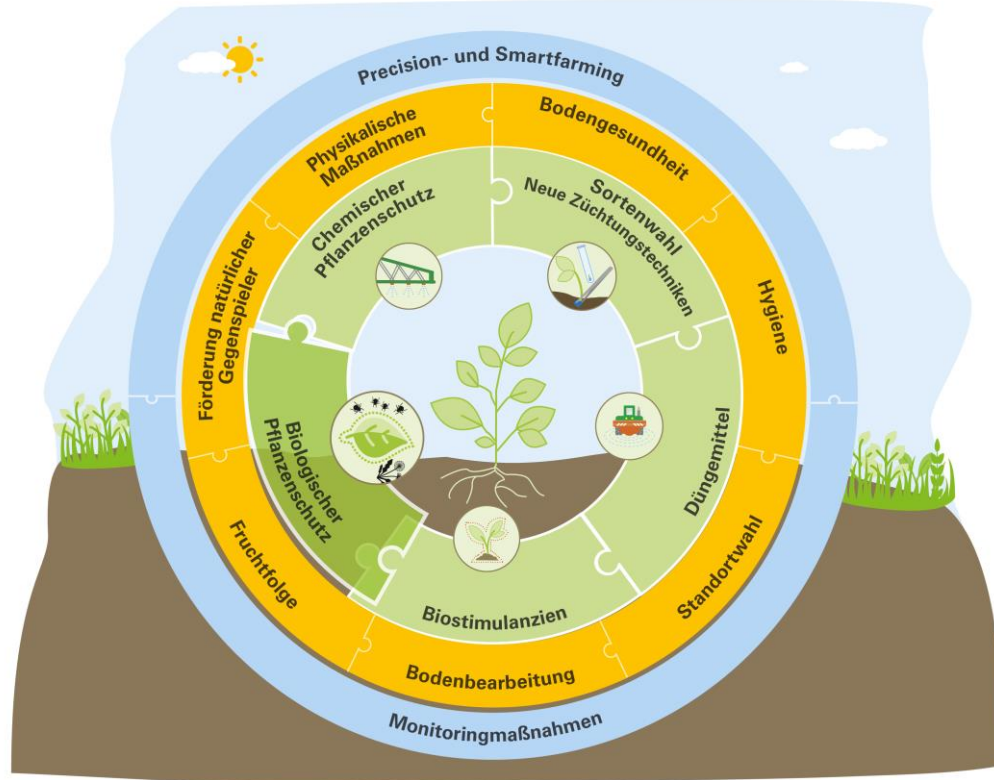 Precision- und Smartfarming
Physikalische
Maßnahmen
Bodengesundheit
Chemischer
Pflanzenschutz
Sortenwahl
Neue Züchtungstechniken
Förderung natürlicher
Gegenspieler
Hygiene
Biologischer
Pflanzenschutz
Düngemittel
Fruchtfolge
Biostimulanzien
Standortwahl
Bodenbearbeitung
Monitoringmaßnahmen